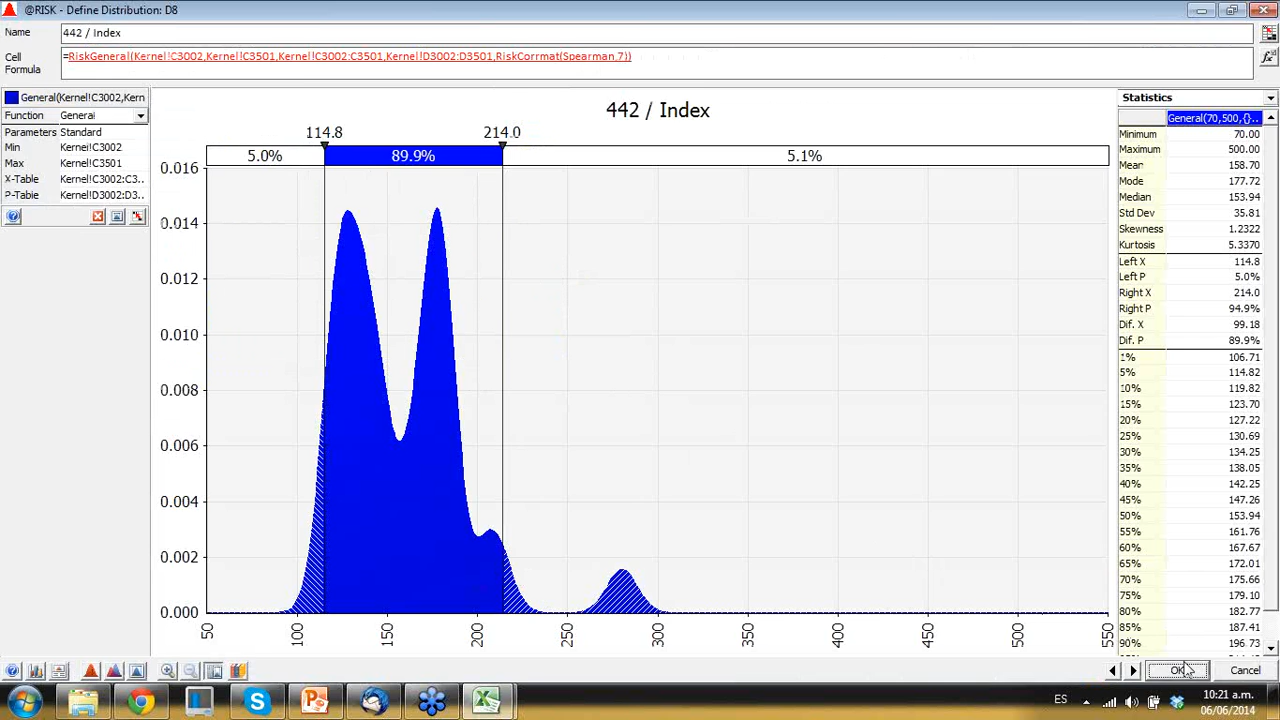 @RISK - Define Distribution: D8
Name
442 / Index
Cell
Formula
=RiskGeneral(Kernel!C3002,Kernel!C3501,Kernel!C3002:C3501,Kernel!D3002:D3501,RiskCorrmat(Spearman,7))
General(Kernel!C3002,Kern
Function General
Parameters Standard
Min Kernel!C3002
Max Kernel!C3501
X-Table Kernel!C3002:C3..
P-Table Kernel!D3002:D3..
442 / Index
114.8 214.0
5.0% 89.9% 5.1%
0.016
0.014
0.012
0.010
0.008
0.006
0.004
0.002
0.000
50 100 150 200 250 300 350 400 450 500 550
Statistics
General(70,500,{}..
Minimum 70.00
Maximum 500.00
Mean 158.70
Mode 177.72
Median 153.94
Std Dev 35.81
Skewness 1.2322
Kurtosis 5.3370
Left X 114.8
Left P 5.0%
Right X 214.0
Right P 94.9%
Dif. X 99.18
Dif. P 89.9%
1% 106.71
5% 114.82
10% 119.82
15% 123.70
20% 127.22
25% 130.69
30% 134.25
35% 138.05
40% 142.25
45% 147.26
50% 153.94
55% 161.76
60% 167.67
65% 172.01
70% 175.66
75% 179.10
80% 182.77
85% 187.41
90% 196.73
OK Cancel
ES
10:21 a.m.
06/06/2014